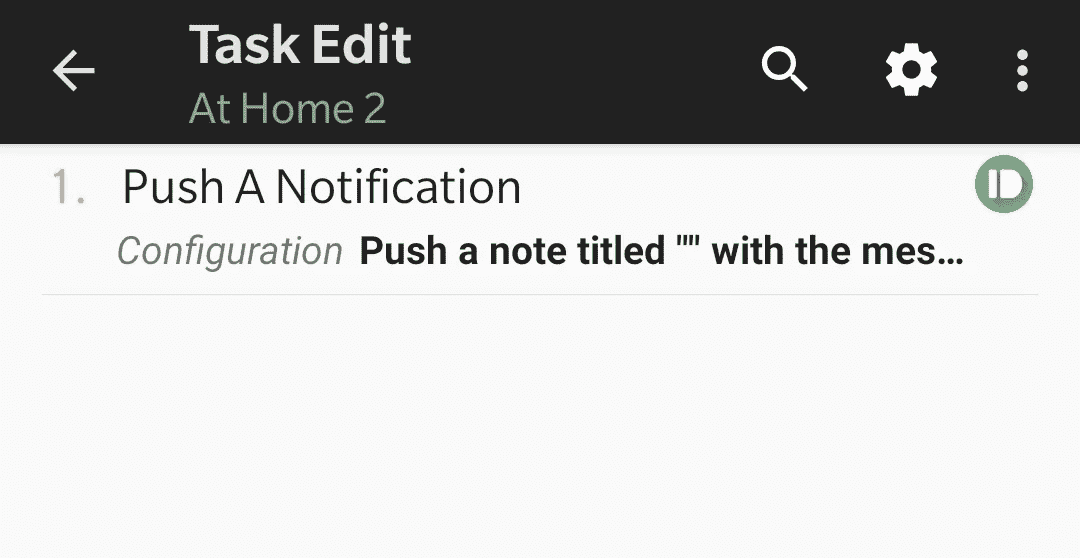 Task Edit
At Home 2
1. Push A Notification
Configuration Push a note titled "" with the mes...